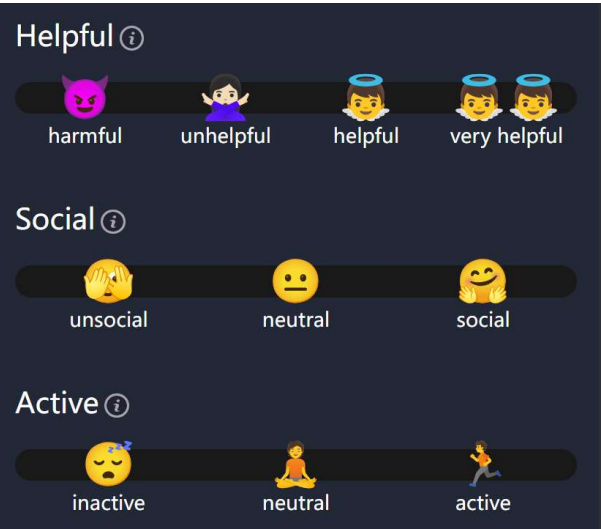 Helpful
harmful unhelpful helpful very helpful
Social
unsocial neutral social
Active
inactive neutral active